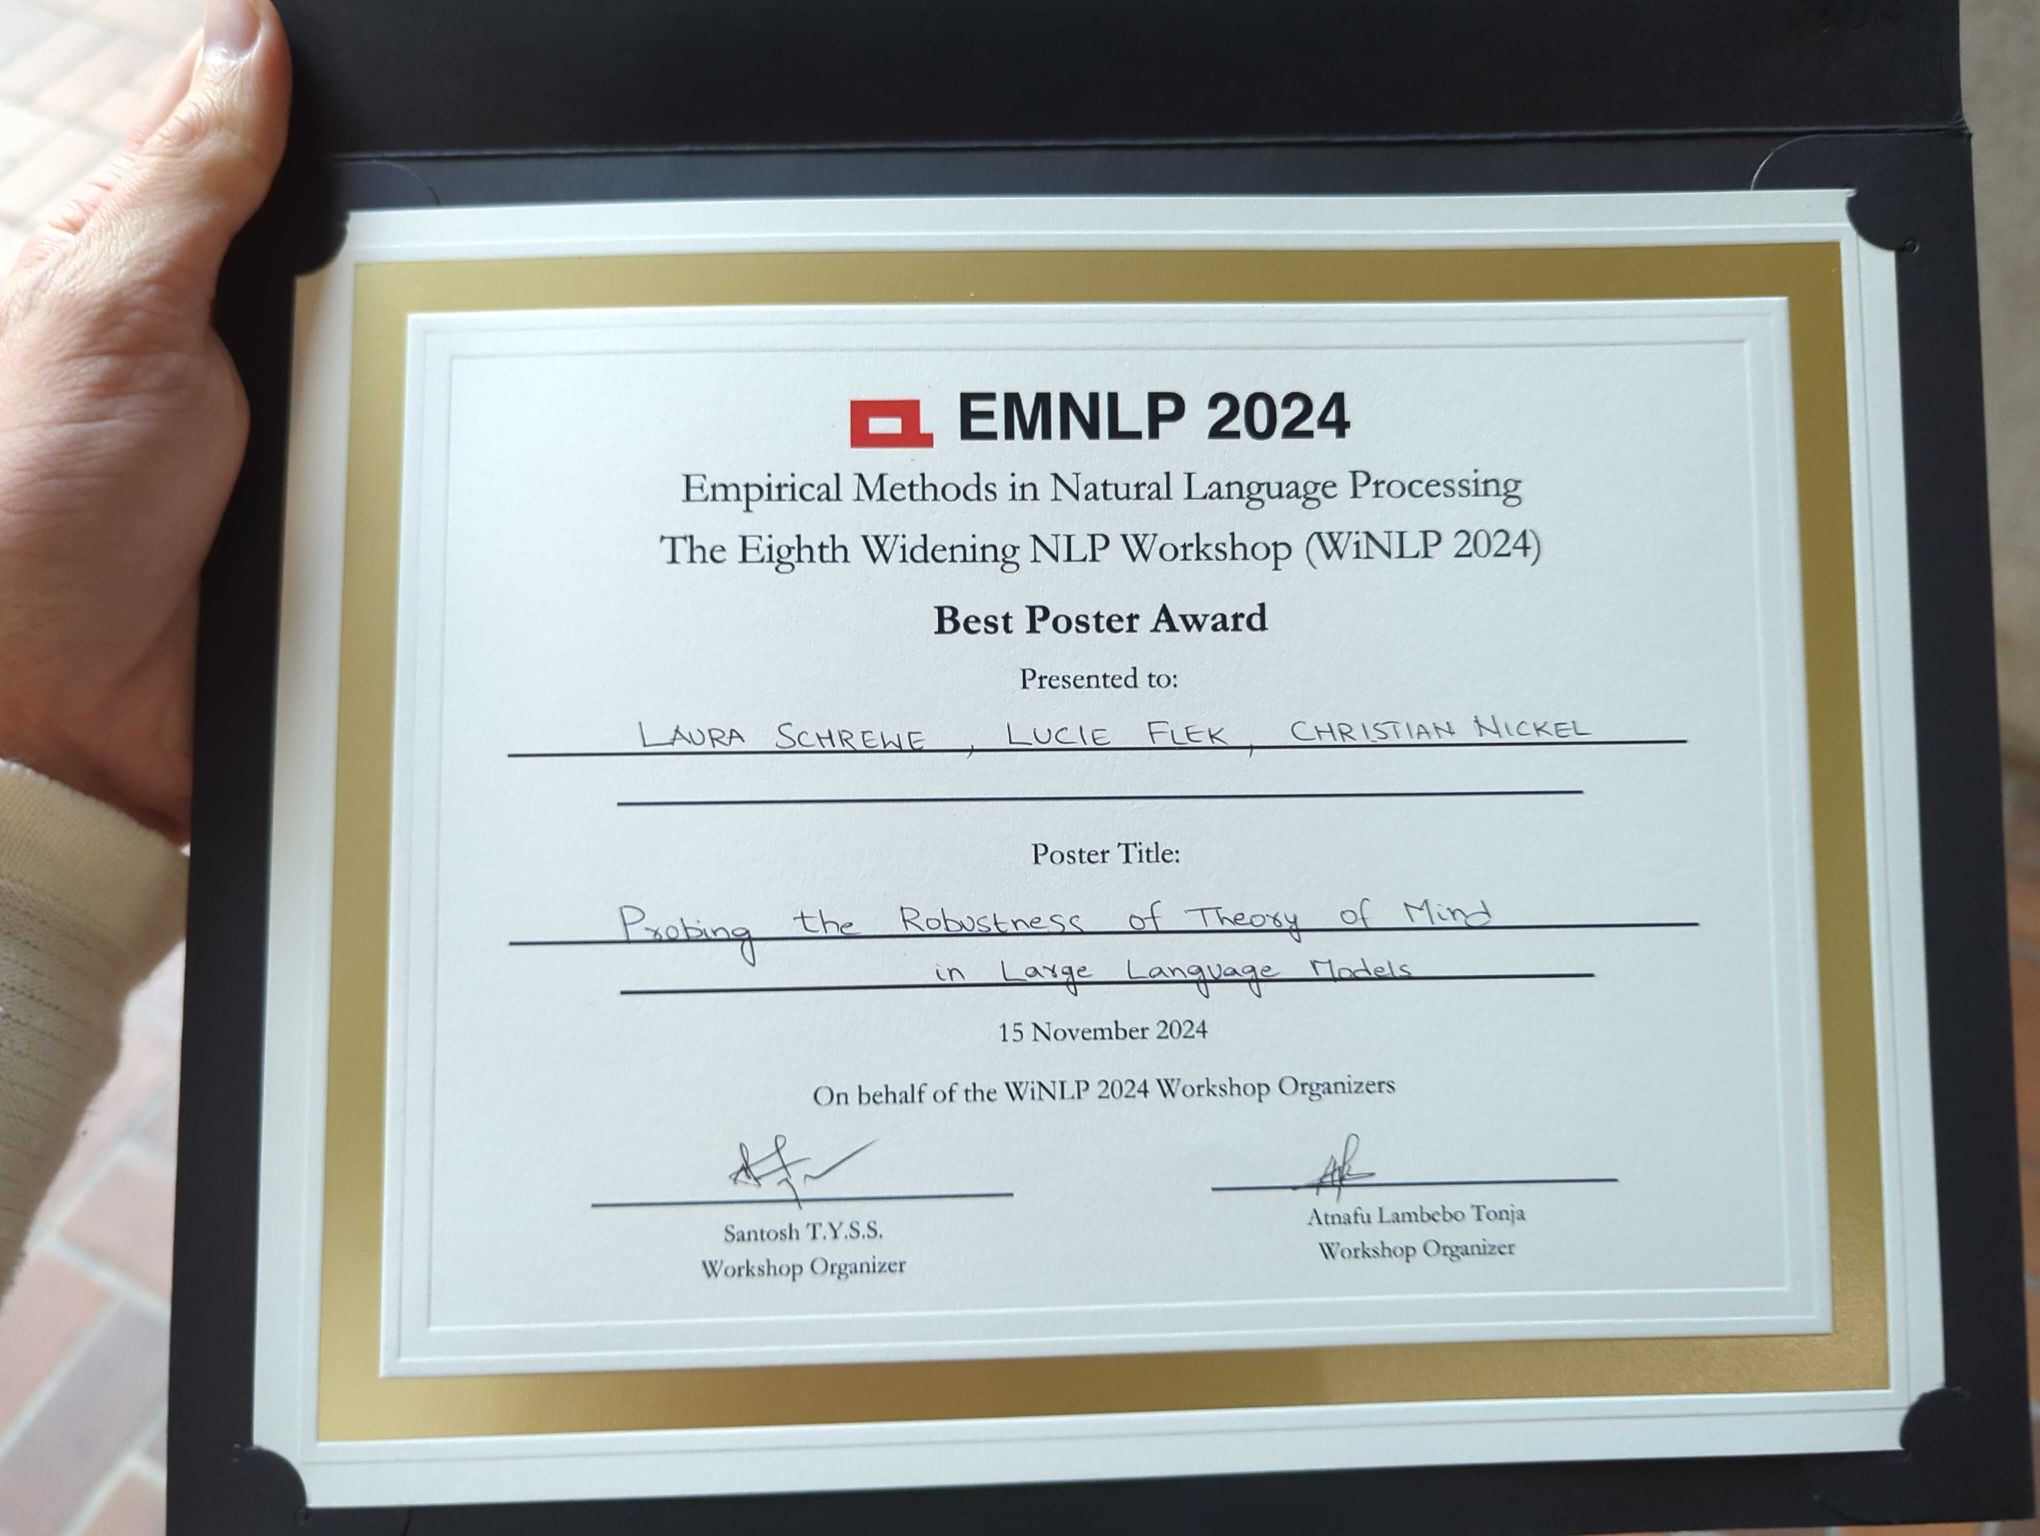 EMNLP 2024
Empirical Methods in Natural Language Processing
The Eighth Widening NLP Workshop (WiNLP 2024)
Best Poster Award
Presented to:
LAURA SCHREWE, LUCIE FLEK, CHRISTIAN NICKEL
Poster Title:
Probing the Robustness of Theory of Mind
in Large Language Models
15 November 2024
On behalf of the WiNLP 2024 Workshop Organizers
Santosh T.Y.S.S.
Workshop Organizer
Atnafu Lambebo Tonja
Workshop Organizer